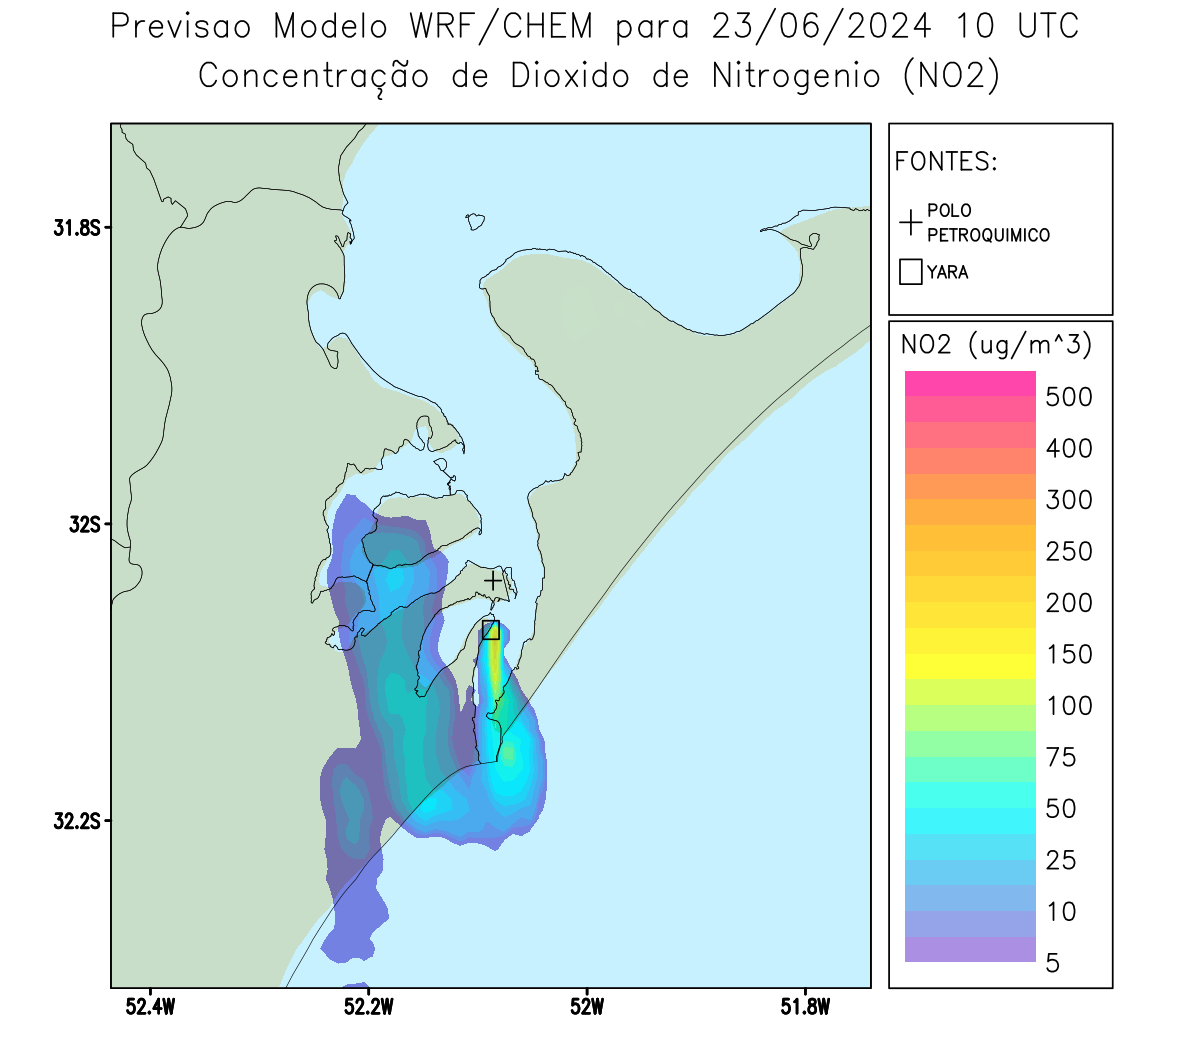 Previsao Modelo WRF/CHEM para 23/06/2024 10 UTC
Concentração de Dioxido de Nitrogenio (NO2)
FONTES:
POLO
PETROQUIMICO
YARA
NO2 (ug/m^3)
500
400
300
250
200
150
100
75
50
25
10
5
31.8S
32S
32.2S
52.4W
52.2W
52W
51.8W